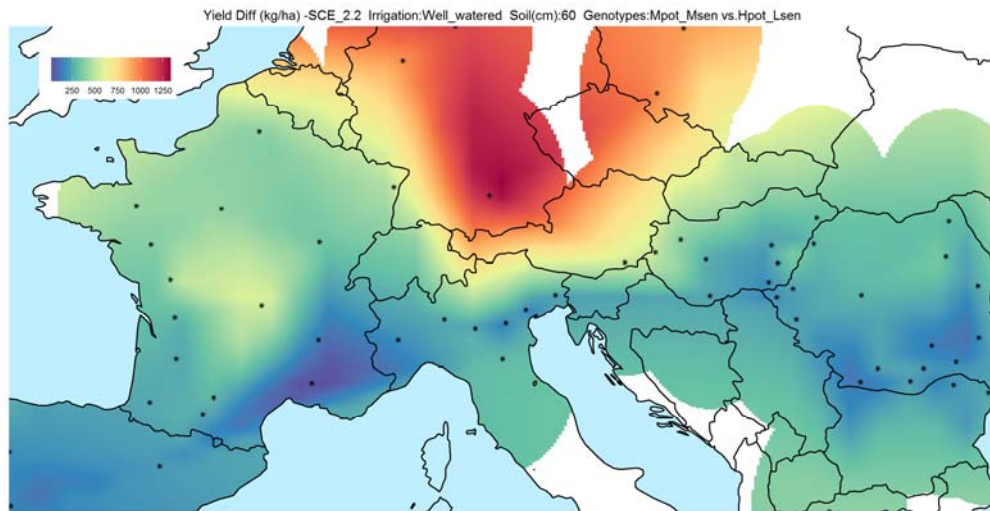 Yield Diff (kg/ha) -SCE_2.2 Irrigation:Well_watered Soil(cm):60 Genotypes:Mpot_Msen vs.Hpot_Lsen
250 500 750 1000 1250